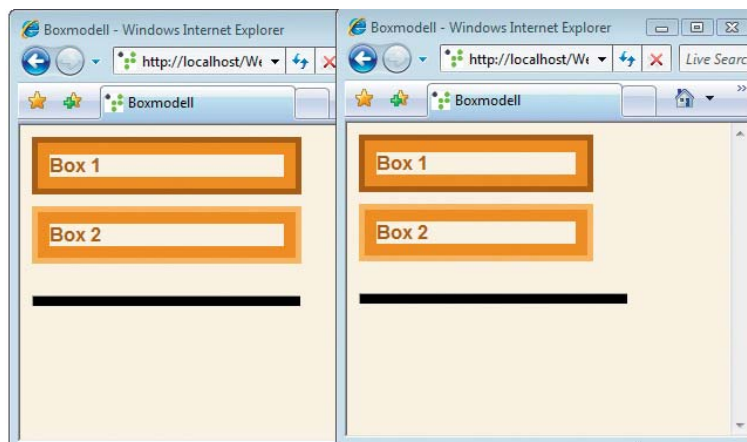 Boxmodell - Windows Internet Explorer
http://localhost/We
Boxmodell
Box 1
Box 2
Boxmodell - Windows Internet Explorer
http://localhost/We
Live Searc
Boxmodell
Box 1
Box 2